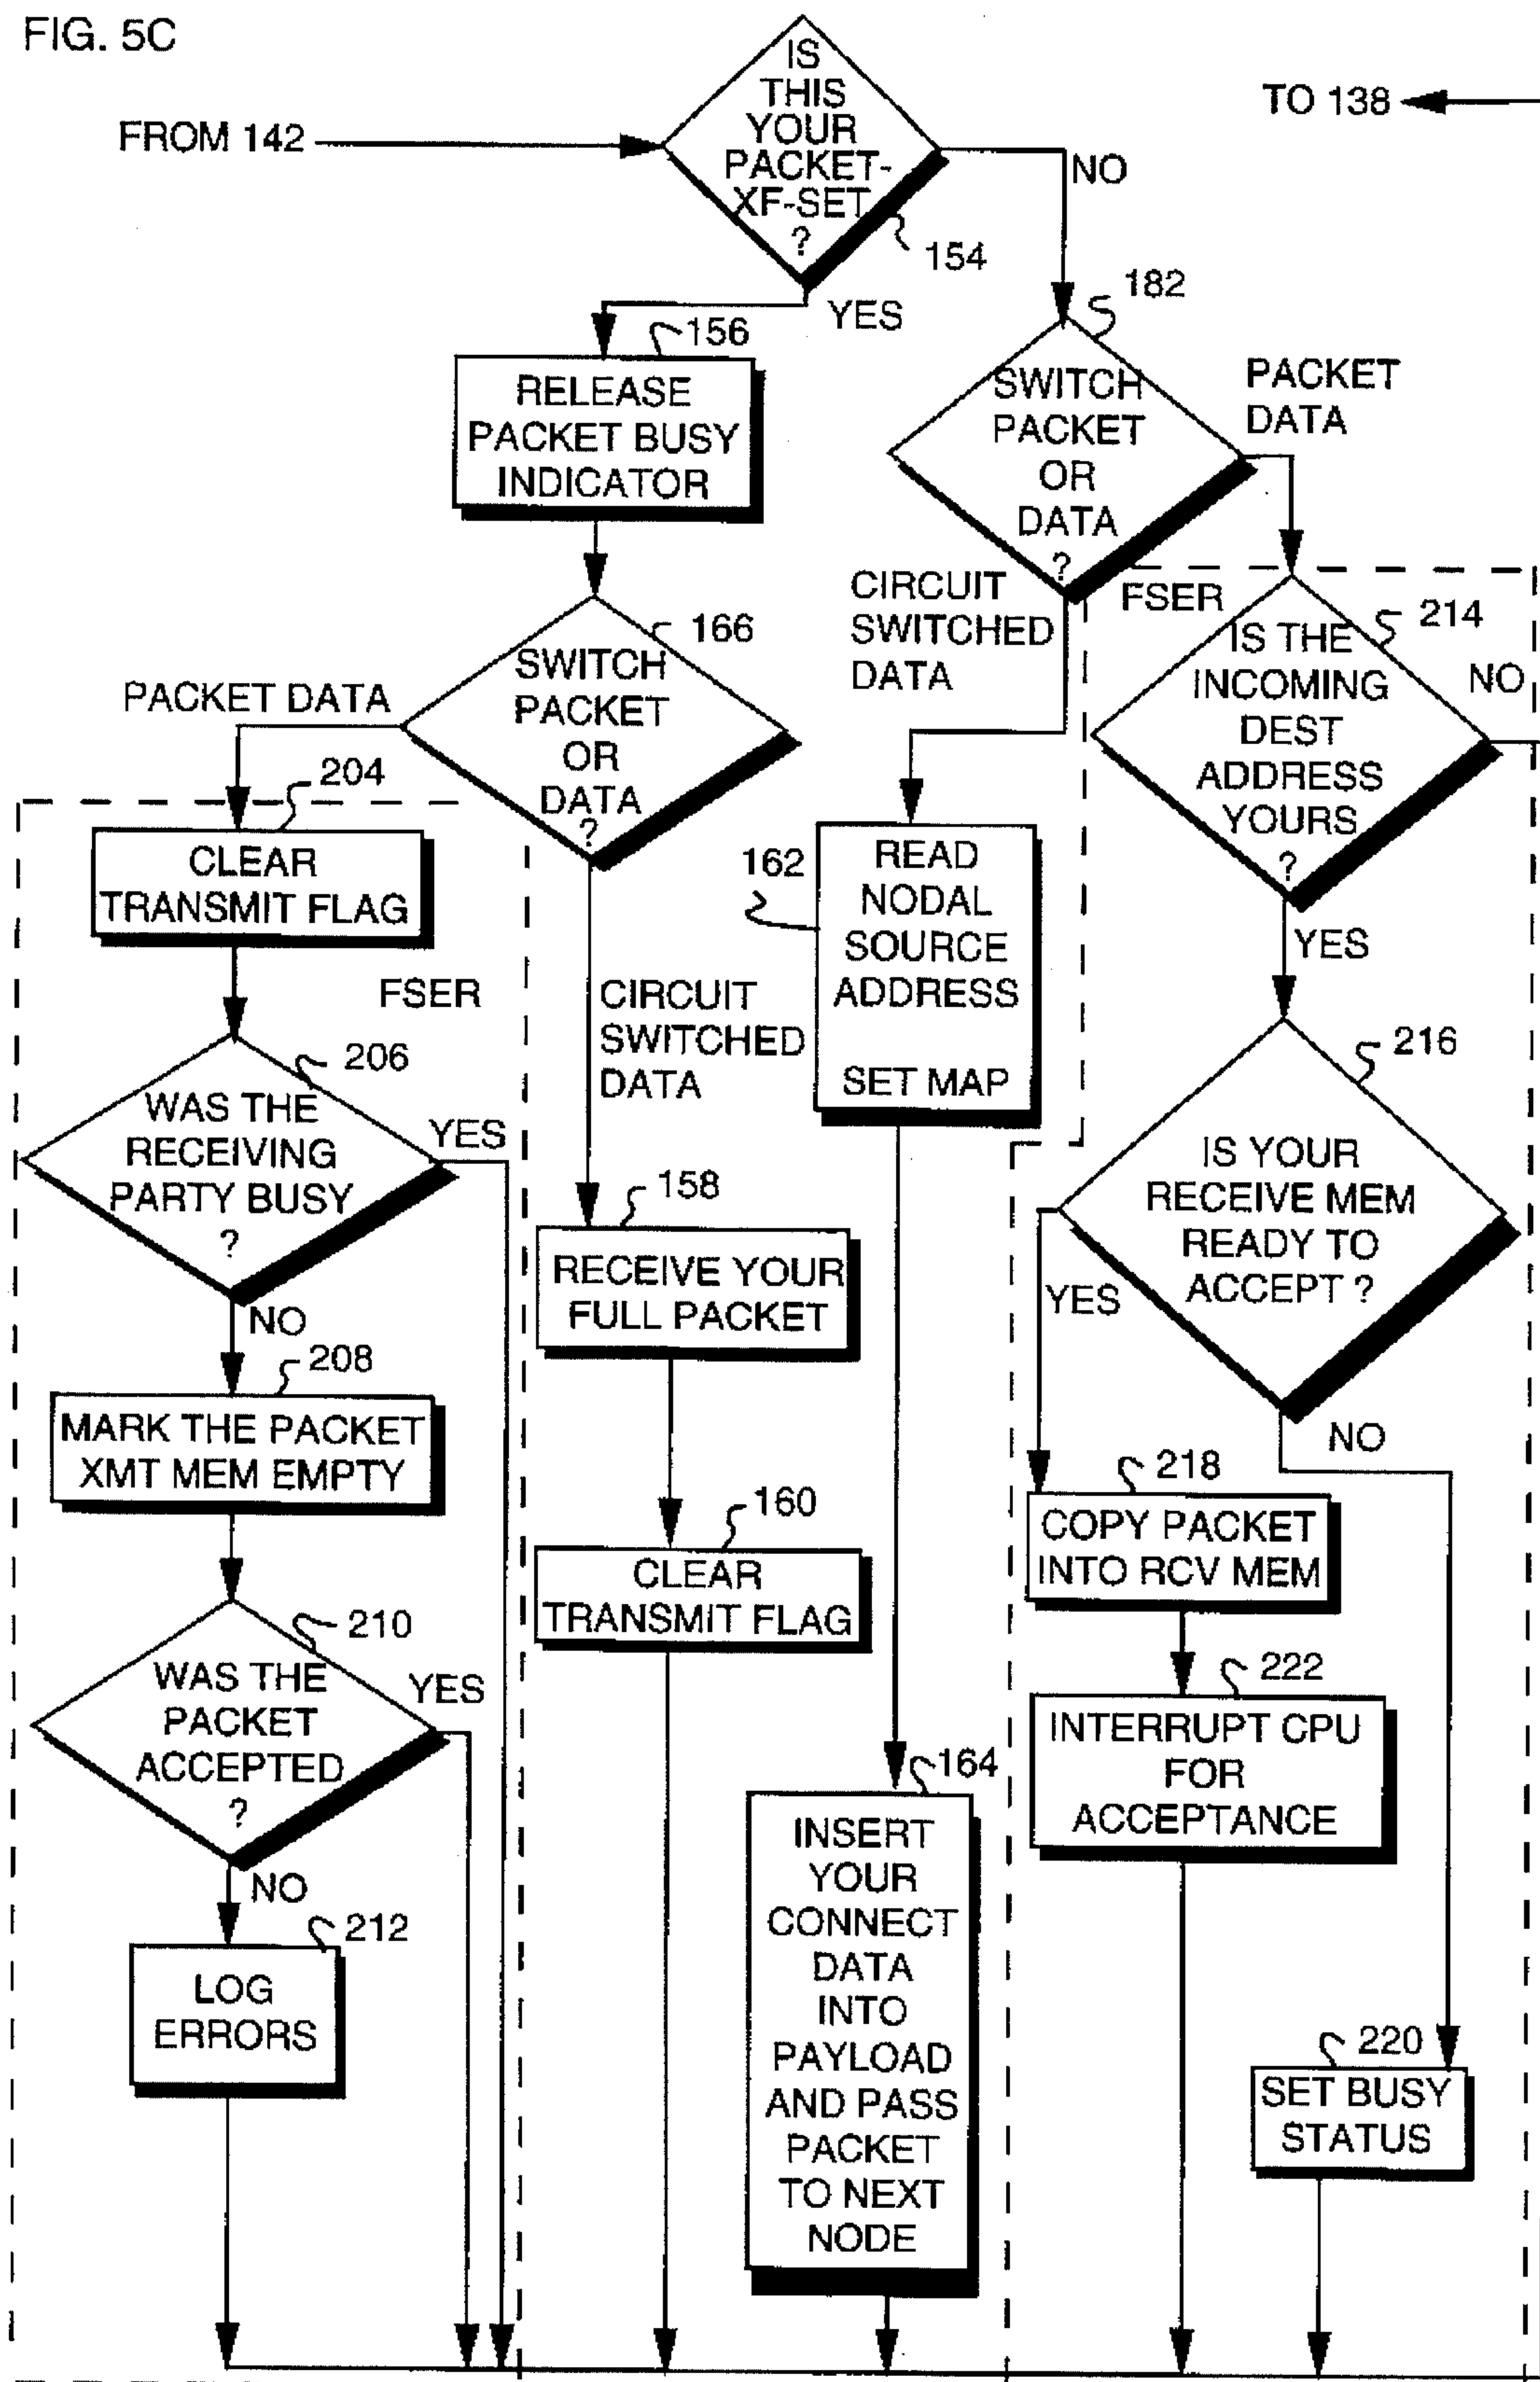 FIG. 5C
FROM 142
IS
THIS
YOUR
PACKET-
XF-SET
?
154
TO 138
NO
YES
156
RELEASE
PACKET BUSY
INDICATOR
182
SWITCH
PACKET
OR
DATA
?
PACKET
DATA
CIRCUIT
SWITCHED
DATA
FSER
166
SWITCH
PACKET
OR
DATA
?
PACKET DATA
214
IS THE
INCOMING
DEST
ADDRESS
YOURS
?
NO
YES
204
CLEAR
TRANSMIT FLAG
FSER
CIRCUIT
SWITCHED
DATA
162
READ
NODAL
SOURCE
ADDRESS
SET MAP
206
WAS THE
RECEIVING
PARTY BUSY
?
YES
NO
216
IS YOUR
RECEIVE MEM
READY TO
ACCEPT ?
YES
NO
158
RECEIVE YOUR
FULL PACKET
208
MARK THE PACKET
XMT MEM EMPTY
160
CLEAR
TRANSMIT FLAG
218
COPY PACKET
INTO RCV MEM
210
WAS THE
PACKET
ACCEPTED
?
YES
NO
222
INTERRUPT CPU
FOR
ACCEPTANCE
164
INSERT
YOUR
CONNECT
DATA
INTO
PAYLOAD
AND PASS
PACKET
TO NEXT
NODE
212
LOG
ERRORS
220
SET BUSY
STATUS